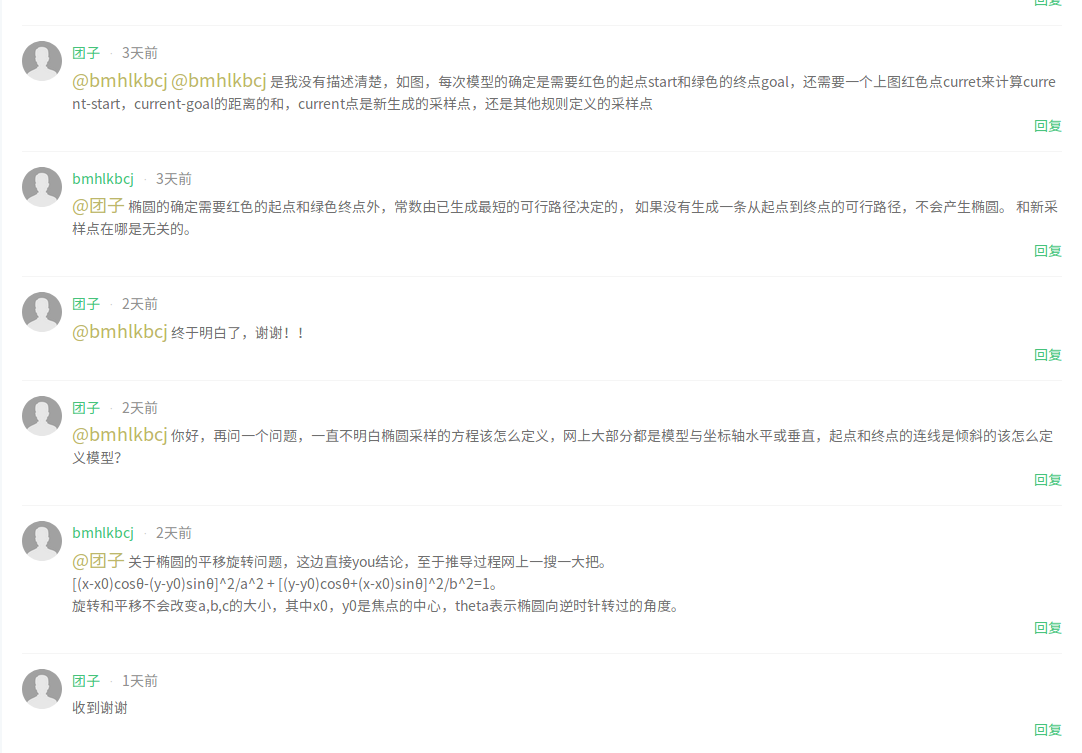 回复
团子 · 3天前
@bmhlkbcj @bmhlkbcj 是我没有描述清楚，如图，每次模型的确定是需要红色的起点start和绿色的终点goal，还需要一个上图红色点curret来计算curre
nt-start，current-goal的距离的和，current点是新生成的采样点，还是其他规则定义的采样点
回复
bmhlkbcj · 3天前
@团子 椭圆的确定需要红色的起点和绿色终点外，常数由已生成最短的可行路径决定的， 如果没有生成一条从起点到终点的可行路径，不会产生椭圆。 和新采
样点在哪是无关的。
回复
团子 · 2天前
@bmhlkbcj 终于明白了，谢谢！！
回复
团子 · 2天前
@bmhlkbcj 你好，再问一个问题，一直不明白椭圆采样的方程该怎么定义，网上大部分都是模型与坐标轴水平或垂直，起点和终点的连线是倾斜的该怎么定
义模型？
回复
bmhlkbcj · 2天前
@团子 关于椭圆的平移旋转问题，这边直接you结论，至于推导过程网上一搜一大把。
[(x-x0)cosθ-(y-y0)sinθ]^2/a^2 + [(y-y0)cosθ+(x-x0)sinθ]^2/b^2=1。
旋转和平移不会改变a,b,c的大小，其中x0，y0是焦点的中心，theta表示椭圆向逆时针转过的角度。
回复
团子 · 1天前
收到谢谢
回复